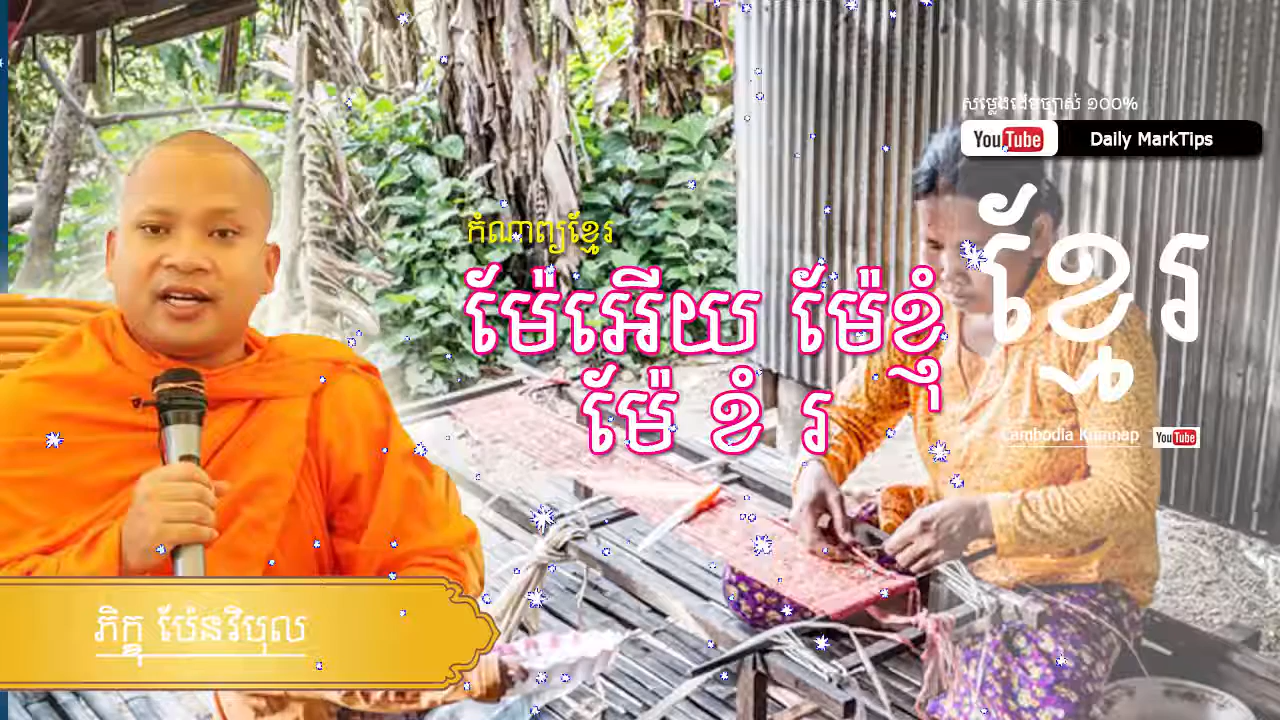 សម្លេងដើមច្បាស់ ១០០%
YouTube Daily MarkTips
កំណាព្យខ្មែរ
ខ្មែរ
ម៉ែអើយ ម៉ែខ្ញុំ
ម៉ែ ខំ រ
Cambodia Kamnap YouTube
ភិក្ខុ ប៉ែនវិបុល